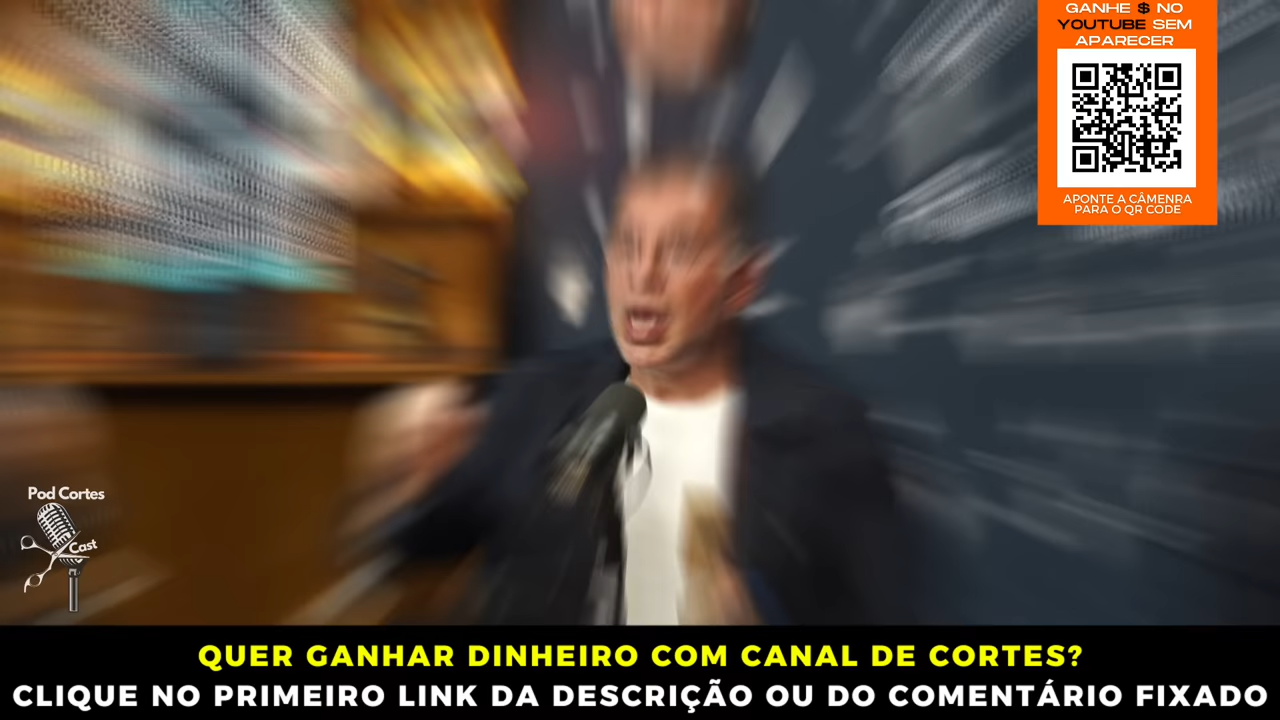 GANHE $ NO
YOUTUBE SEM
APARECER
APONTE A CÂMENRA
PARA O QR CODE
Pod Cortes
Cast
QUER GANHAR DINHEIRO COM CANAL DE CORTES?
CLIQUE NO PRIMEIRO LINK DA DESCRIÇÃO OU DO COMENTÁRIO FIXADO